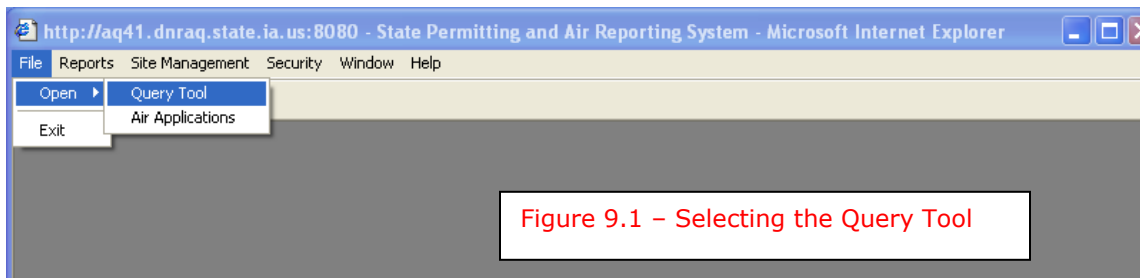 http://aq41.dnraq.state.ia.us:8080 - State Permitting and Air Reporting System - Microsoft Internet Explorer
File Reports Site Management Security Window Help
Open Query Tool
Air Applications
Exit
Figure 9.1 – Selecting the Query Tool